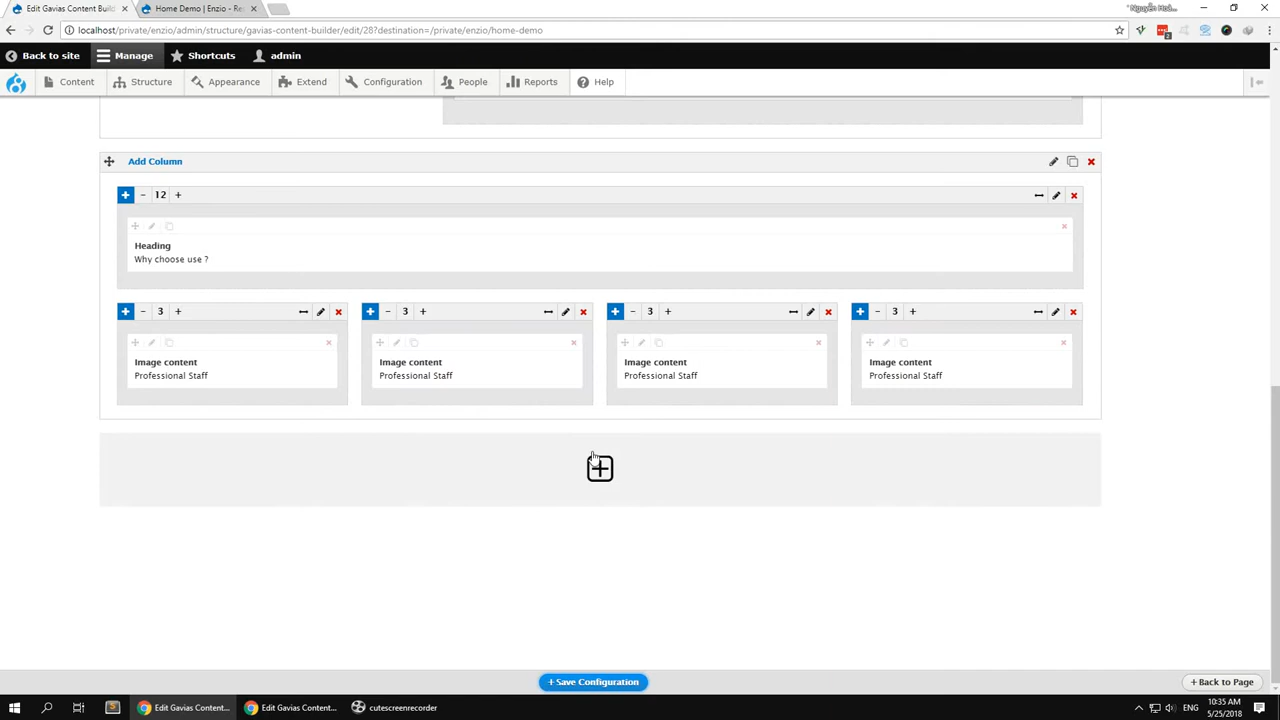 Edit Gavias Content Buil
Home Demo | Enzio - Re
localhost/private/enzio/admin/structure/gavias-content-builder/edit/28?destination=/private/enzio/home-demo
Back to site
Manage
Shortcuts
admin
Content
Structure
Appearance
Extend
Configuration
People
Reports
Help
Add Column
12
Heading
Why choose use ?
3
3
3
3
Image content
Professional Staff
Image content
Professional Staff
Image content
Professional Staff
Image content
Professional Staff
+ Save Configuration
+ Back to Page
Edit Gavias Content...
Edit Gavias Content...
cutescreenrecorder
ENG
10:35 AM
5/25/2018